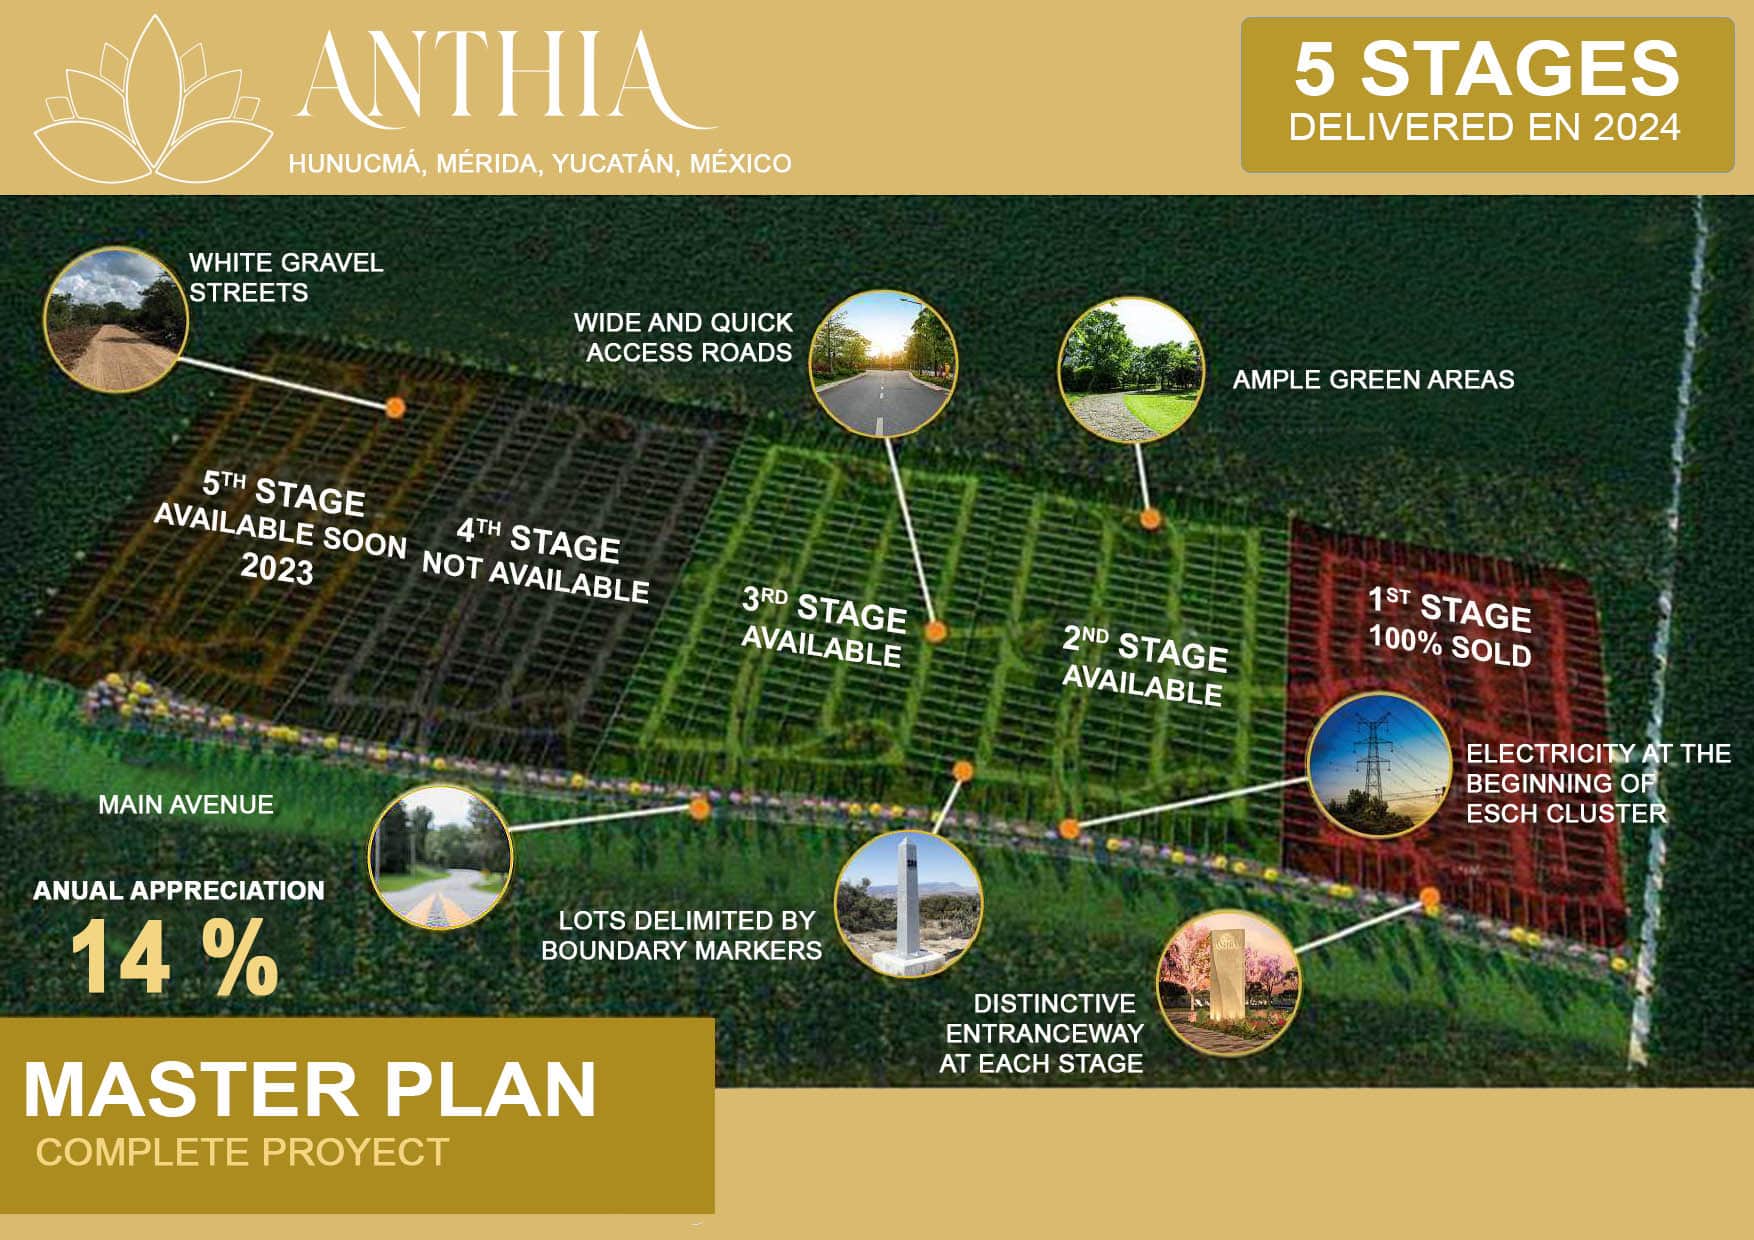 ANTHIA
HUNUCMÁ, MÉRIDA, YUCATÁN, MÉXICO
5 STAGES
DELIVERED EN 2024
WHITE GRAVEL
STREETS
WIDE AND QUICK
ACCESS ROADS
AMPLE GREEN AREAS
5TH STAGE
AVAILABLE SOON
2023
4TH STAGE
NOT AVAILABLE
3RD STAGE
AVAILABLE
2ND STAGE
AVAILABLE
1ST STAGE
100% SOLD
ELECTRICITY AT THE
BEGINNING OF
ESCH CLUSTER
MAIN AVENUE
LOTS DELIMITED BY
BOUNDARY MARKERS
DISTINCTIVE
ENTRANCEWAY
AT EACH STAGE
ANUAL APPRECIATION
14 %
MASTER PLAN
COMPLETE PROYECT